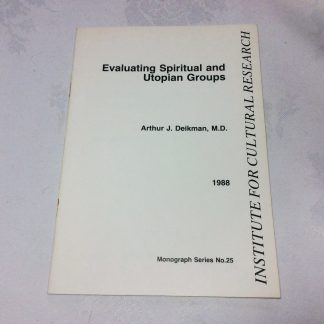 Evaluating Spiritual and
Utopian Groups
Arthur J. Deikman, M.D.
1988
Monograph Series No.25
INSTITUTE FOR CULTURAL RESEARCH